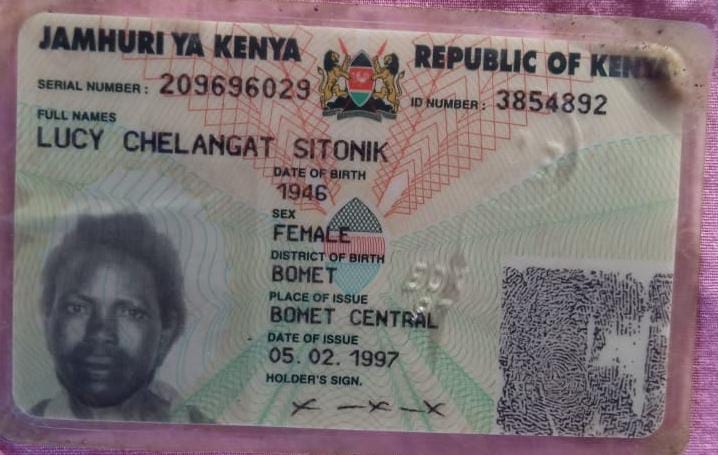 JAMHURI YA KENYA
REPUBLIC OF KENYA
SERIAL NUMBER: 209696029
ID NUMBER: 3854892
FULL NAMES
LUCY CHELANGAT SITONIK
DATE OF BIRTH
1946
SEX
FEMALE
DISTRICT OF BIRTH
BOMET
PLACE OF ISSUE
BOMET CENTRAL
DATE OF ISSUE
05. 02. 1997
HOLDER'S SIGN.